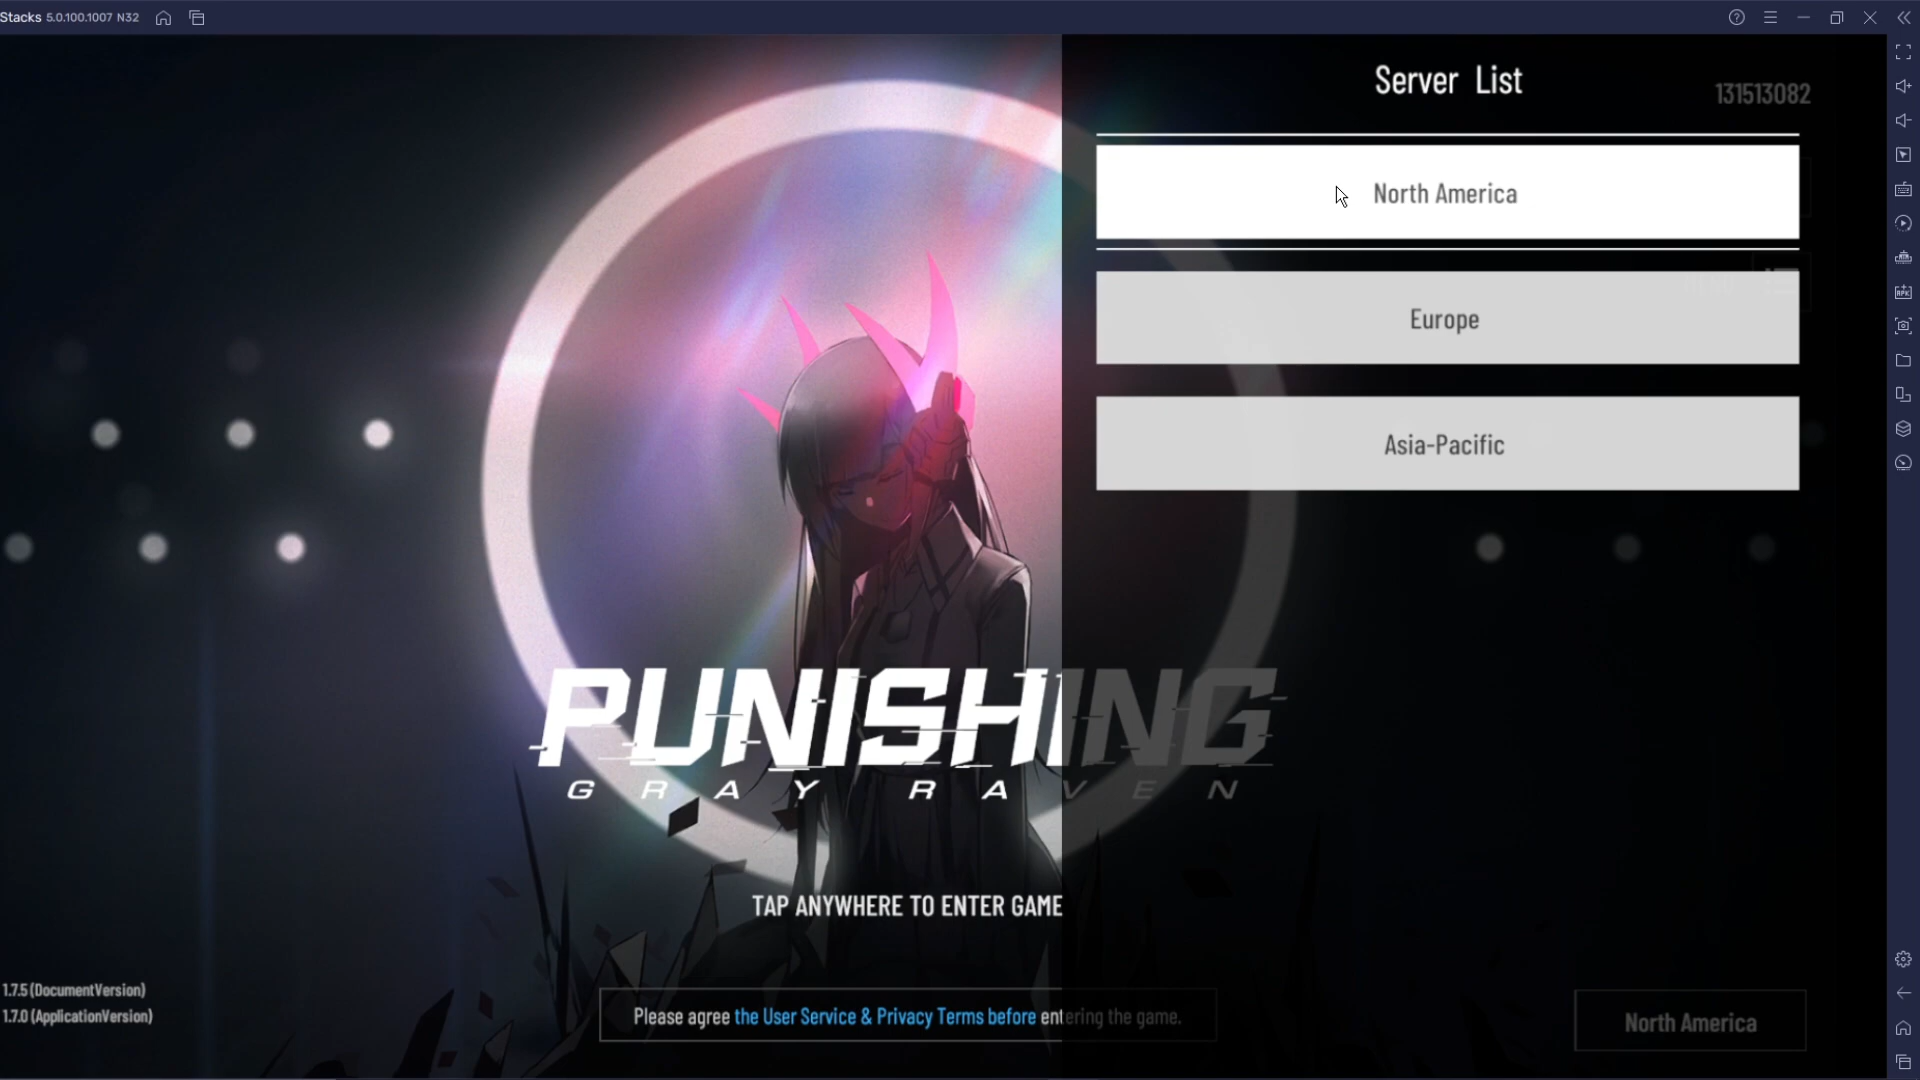 Stacks 5.0.100.1007 N32
Server List
131513082
North America
Europe
Asia-Pacific
PUNISHING
GRAY RAVEN
TAP ANYWHERE TO ENTER GAME
1.7.5 (DocumentVersion)
1.7.0 (ApplicationVersion)
Please agree the User Service & Privacy Terms before entering the game.
North America